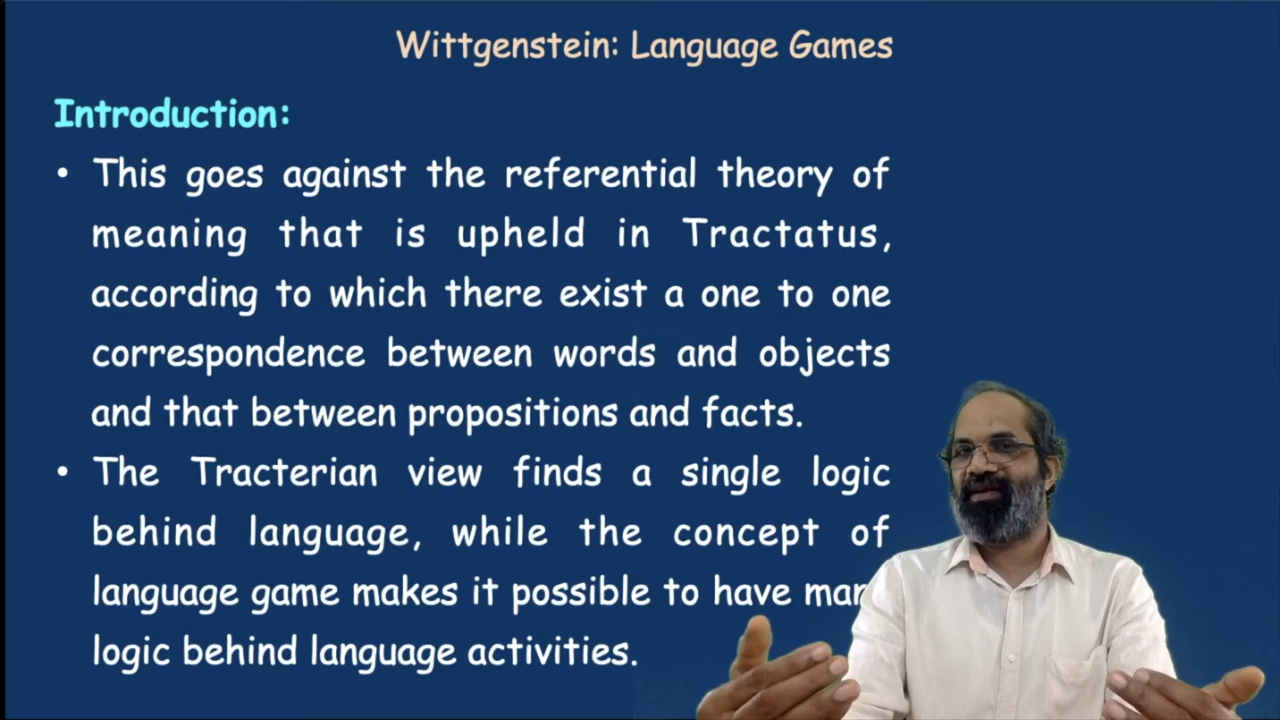 Wittgenstein: Language Games
Introduction:
• This goes against the referential theory of
meaning that is upheld in Tractatus,
according to which there exist a one to one
correspondence between words and objects
and that between propositions and facts.
• The Tracterian view finds a single logic
behind language, while the concept of
language game makes it possible to have
logic behind language activities.